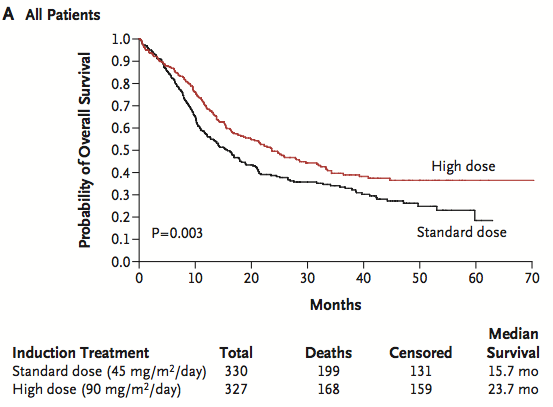 A All Patients
Probability of Overall Survival
1.0
0.9
0.8
0.7
0.6
0.5
0.4
0.3
0.2
0.1
0.0
High dose
Standard dose
P=0.003
0 10 20 30 40 50 60 70
Months
Induction Treatment Total Deaths Censored Median Survival
Standard dose (45 mg/m²/day) 330 199 131 15.7 mo
High dose (90 mg/m²/day) 327 168 159 23.7 mo